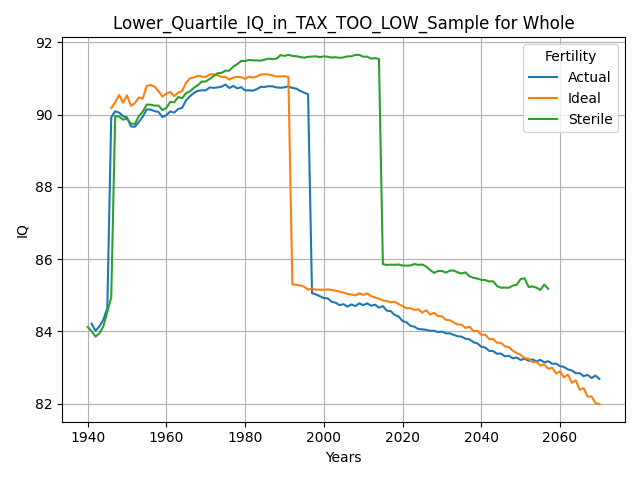 Lower_Quartile_IQ_in_TAX_TOO_LOW_Sample for Whole
Fertility
Actual
Ideal
Sterile
IQ
92
90
88
86
84
82
1940
1960
1980
2000
2020
2040
2060
Years